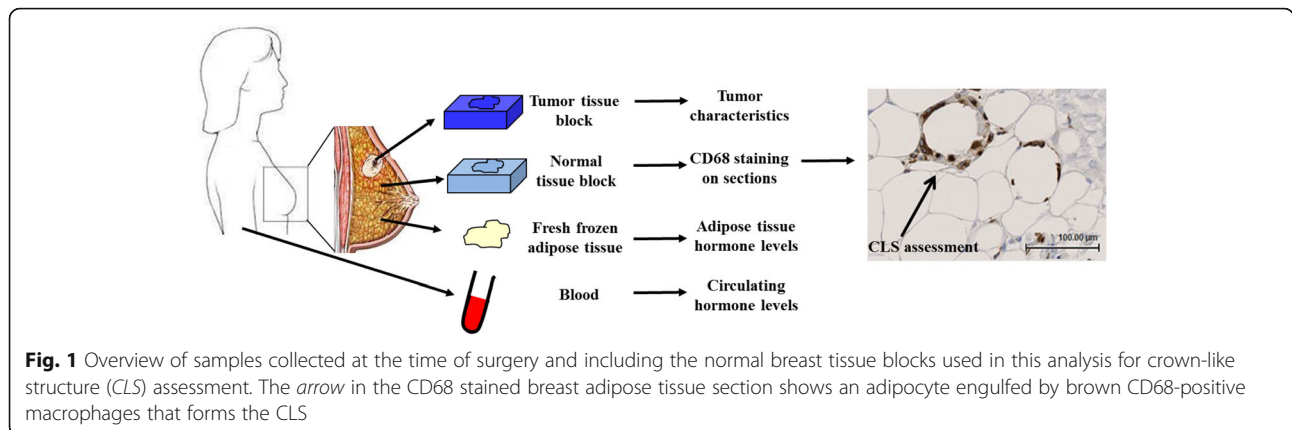 Tumor tissue
block
Tumor
characteristics
Normal
tissue block
CD68 staining
on sections
Fresh frozen
adipose tissue
Adipose tissue
hormone levels
Blood
Circulating
hormone levels
CLS assessment
100.00 µm
Fig. 1 Overview of samples collected at the time of surgery and including the normal breast tissue blocks used in this analysis for crown-like
structure (CLS) assessment. The arrow in the CD68 stained breast adipose tissue section shows an adipocyte engulfed by brown CD68-positive
macrophages that forms the CLS